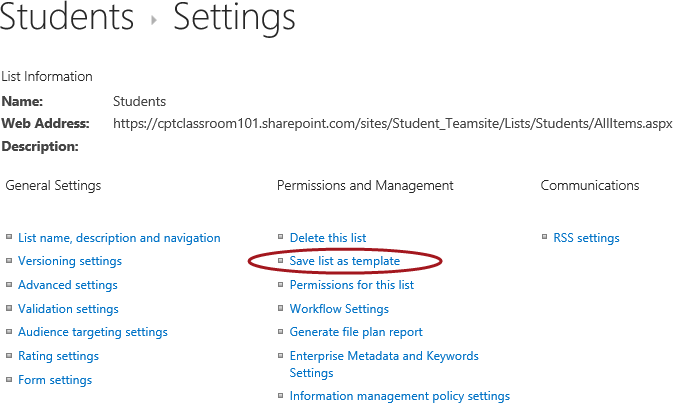 Students ▸ Settings
List Information
Name: Students
Web Address: https://cptclassroom101.sharepoint.com/sites/Student_Teamsite/Lists/Students/AllItems.aspx
Description:
General Settings
List name, description and navigation
Versioning settings
Advanced settings
Validation settings
Audience targeting settings
Rating settings
Form settings
Permissions and Management
Delete this list
Save list as template
Permissions for this list
Workflow Settings
Generate file plan report
Enterprise Metadata and Keywords
Settings
Information management policy settings
Communications
RSS settings